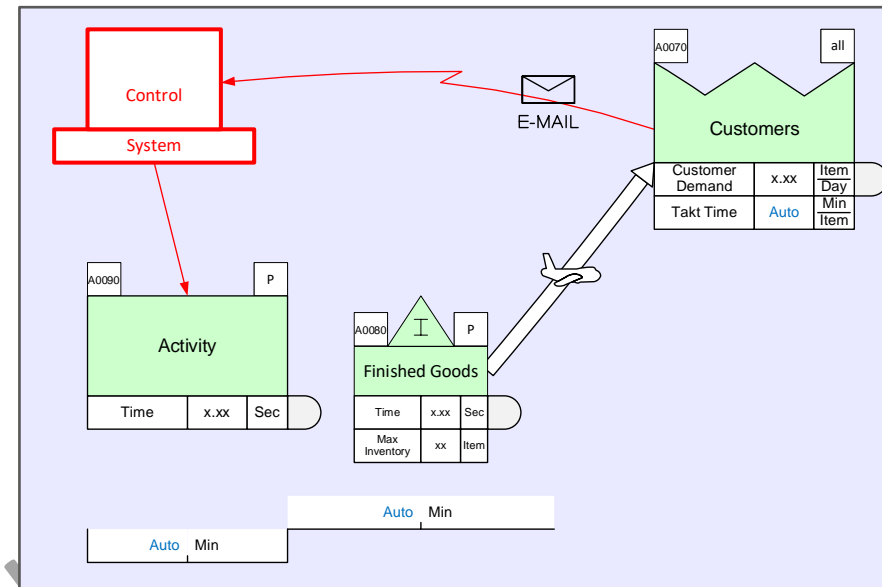 Control
System
E-MAIL
A0070
all
Customers
Customer
Demand
x.xx
Item
Day
Takt Time
Auto
Min
Item
A0090
P
Activity
Time
x.xx
Sec
A0080
I
P
Finished Goods
Time
x.xx
Sec
Max
Inventory
xx
Item
Auto
Min
Auto
Min